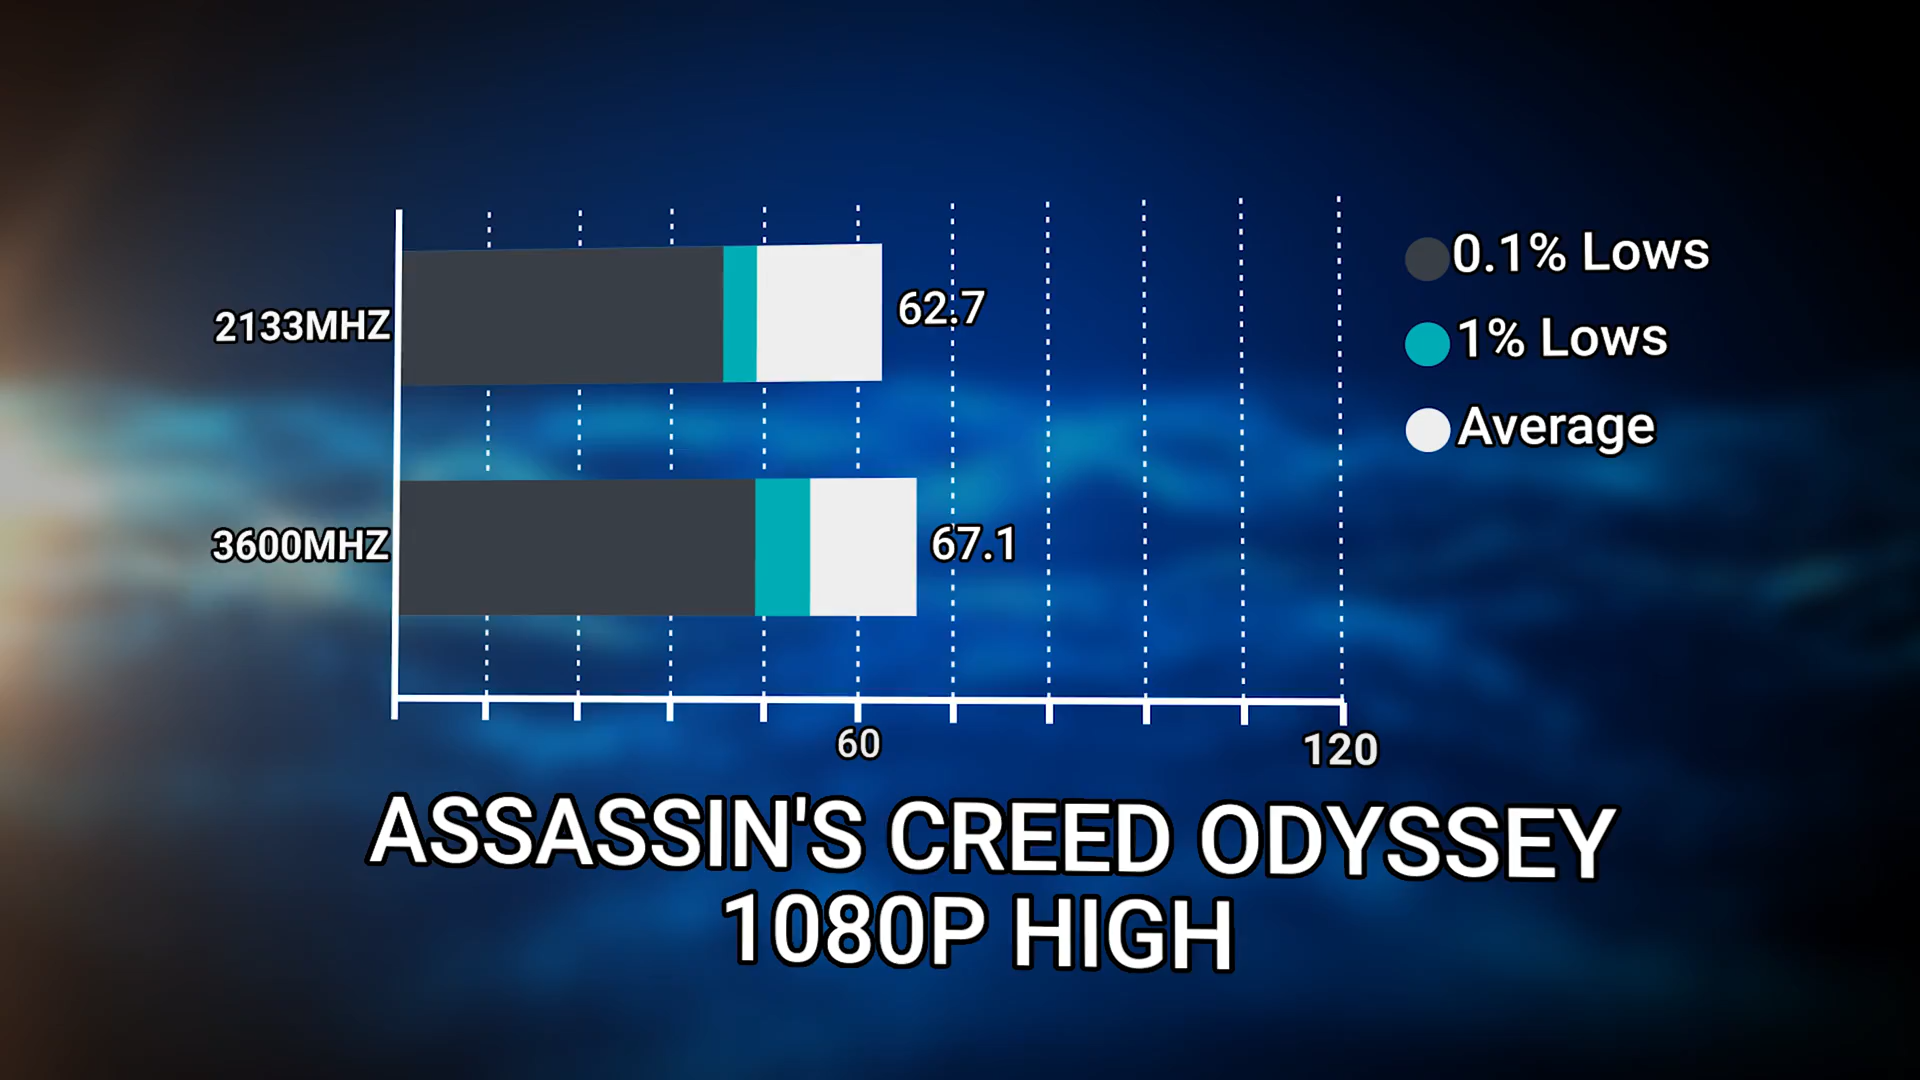 2133MHZ
62.7
3600MHZ
67.1
0.1% Lows
1% Lows
Average
60
120
ASSASSIN'S CREED ODYSSEY
1080P HIGH